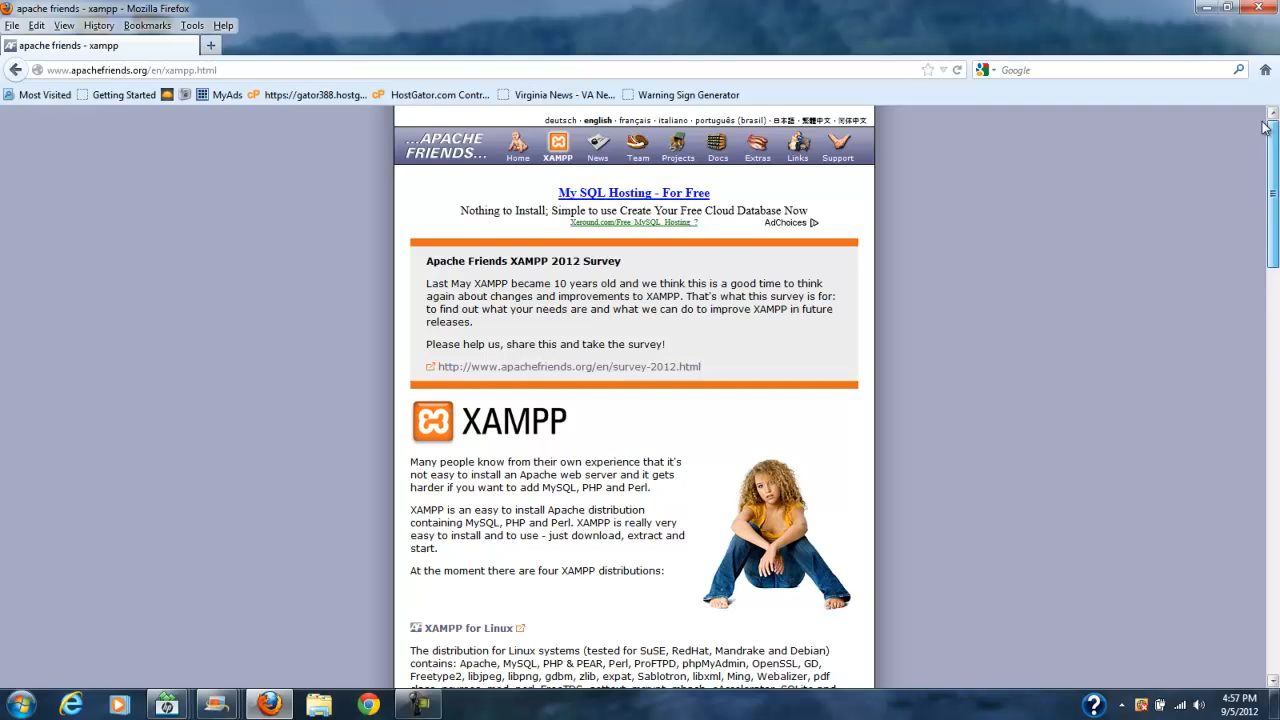 apache friends - xampp - Mozilla Firefox
File Edit View History Bookmarks Tools Help
apache friends - xampp
www.apachefriends.org/en/xampp.html
Google
Most Visited Getting Started MyAds cP https://gator388.hostg... cP HostGator.com Contr... Virginia News - VA Ne... Warning Sign Generator
deutsch · english · français · italiano · português (brasil) · 日本語 · 繁體中文 · 简体中文
...APACHE
FRIENDS...
Home XAMPP News Team Projects Docs Extras Links Support
My SQL Hosting - For Free
Nothing to Install; Simple to use Create Your Free Cloud Database Now
Xeround.com/Free_MySQL_Hosting_?
AdChoices
Apache Friends XAMPP 2012 Survey
Last May XAMPP became 10 years old and we think this is a good time to think
again about changes and improvements to XAMPP. That's what this survey is for:
to find out what your needs are and what we can do to improve XAMPP in future
releases.
Please help us, share this and take the survey!
http://www.apachefriends.org/en/survey-2012.html
XAMPP
Many people know from their own experience that it's
not easy to install an Apache web server and it gets
harder if you want to add MySQL, PHP and Perl.
XAMPP is an easy to install Apache distribution
containing MySQL, PHP and Perl. XAMPP is really very
easy to install and to use - just download, extract and
start.
At the moment there are four XAMPP distributions:
XAMPP for Linux
The distribution for Linux systems (tested for SuSE, RedHat, Mandrake and Debian)
contains: Apache, MySQL, PHP & PEAR, Perl, ProFTPD, phpMyAdmin, OpenSSL, GD,
Freetype2, libjpeg, libpng, gdbm, zlib, expat, Sablotron, libxml, Ming, Webalizer, pdf
4:57 PM
9/5/2012